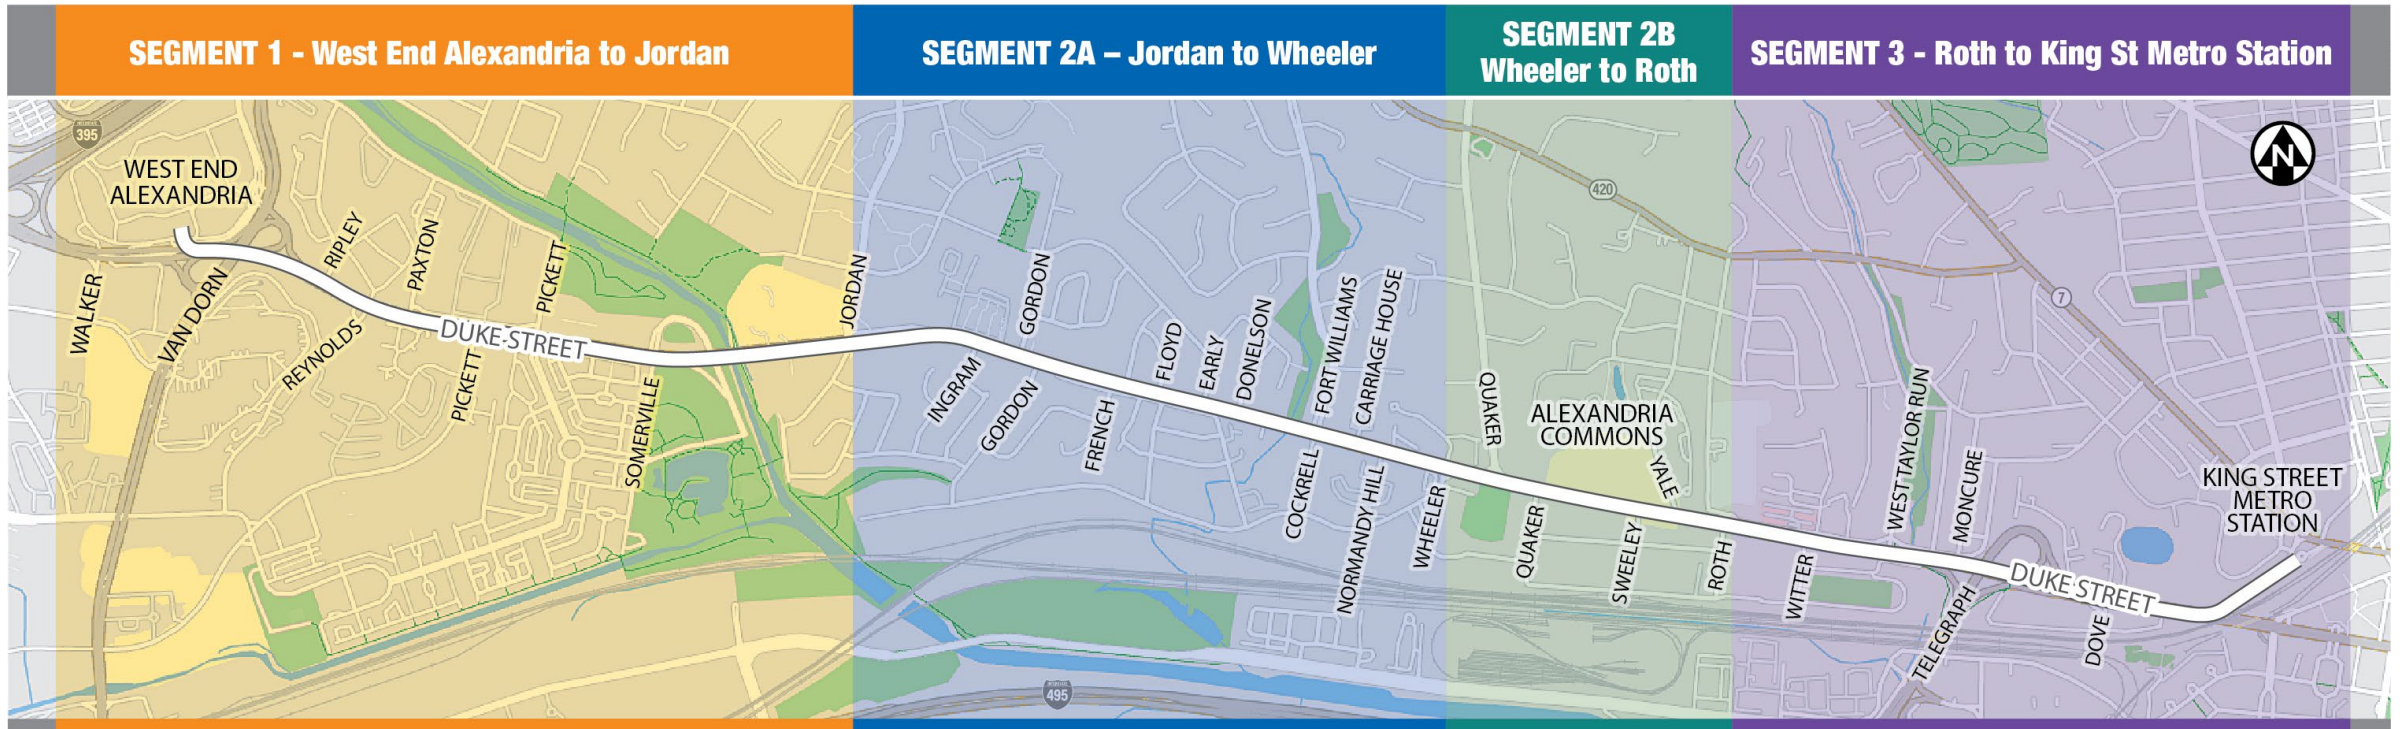 SEGMENT 1 - West End Alexandria to Jordan
SEGMENT 2A – Jordan to Wheeler
SEGMENT 2B
Wheeler to Roth
SEGMENT 3 - Roth to King St Metro Station
395
WEST END
ALEXANDRIA
WALKER
VAN DORN
RIPLEY
REYNOLDS
PAXTON
PICKETT
PICKETT
DUKE STREET
SOMERVILLE
JORDAN
INGRAM
GORDON
GORDON
FRENCH
FLOYD
EARLY
DONELSON
FORT WILLIAMS
CARRIAGE HOUSE
COCKRELL
NORMANDY HILL
WHEELER
495
420
QUAKER
QUAKER
ALEXANDRIA
COMMONS
YALE
SWEELEY
ROTH
N
7
WITTER
WEST TAYLOR RUN
MONCURE
TELEGRAPH
DUKE STREET
DOVE
KING STREET
METRO
STATION